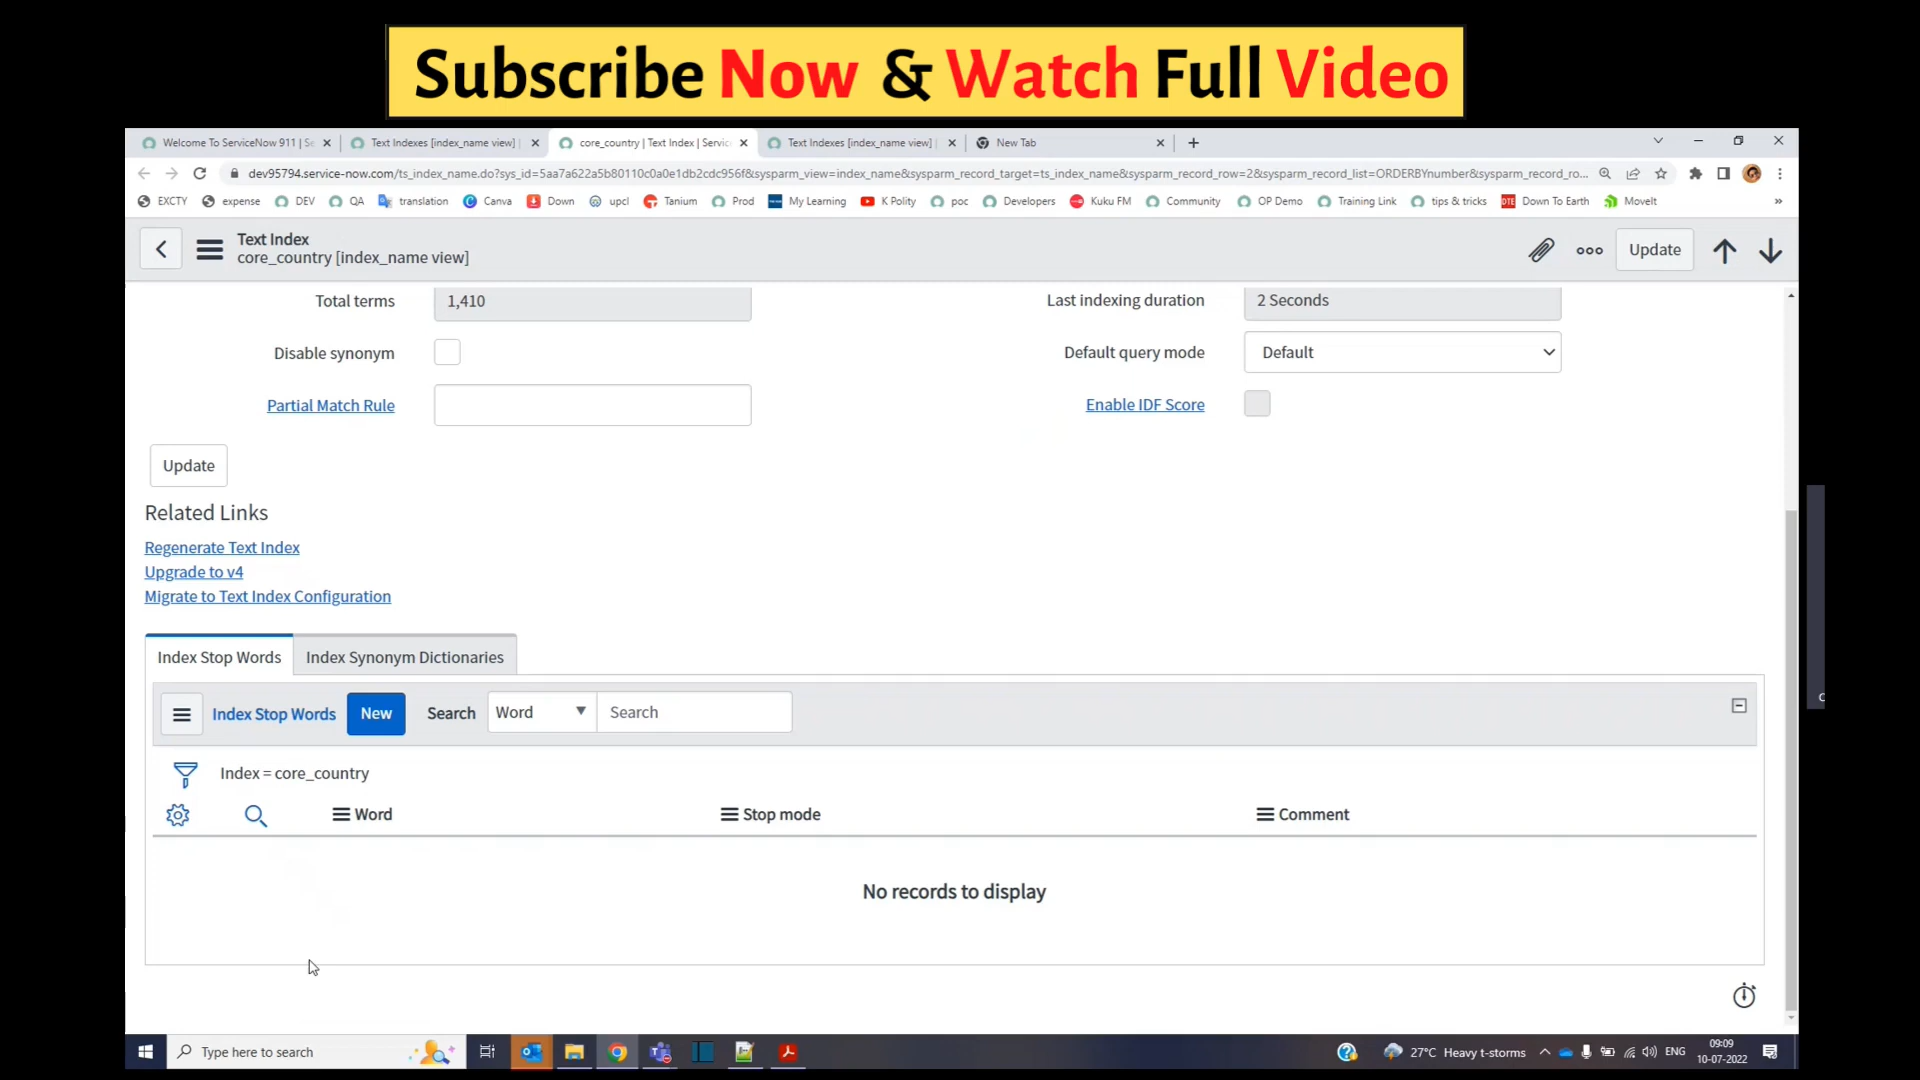 Subscribe Now & Watch Full Video
Welcome To ServiceNow 911 | Se
Text Indexes [index_name view] |
core_country | Text Index | Servic
Text Indexes [index_name view] |
New Tab
dev95794.service-now.com/ts_index_name.do?sys_id=5aa7a622a5b80110c0a0e1db2cdc956f&sysparm_view=index_name&sysparm_record_target=ts_index_name&sysparm_record_row=2&sysparm_record_list=ORDERBYnumber&sysparm_record_ro...
EXCTY expense DEV QA translation Canva Down upcl Tanium Prod My Learning K Polity poc Developers Kuku FM Community OP Demo Training Link tips & tricks DTE Down To Earth MoveIt »
Text Index
core_country [index_name view]
Update
Total terms 1,410
Last indexing duration 2 Seconds
Disable synonym
Default query mode Default
Partial Match Rule
Enable IDF Score
Update
Related Links
Regenerate Text Index
Upgrade to v4
Migrate to Text Index Configuration
Index Stop Words Index Synonym Dictionaries
Index Stop Words New Search Word Search
Index = core_country
Word Stop mode Comment
No records to display
Type here to search
27°C Heavy t-storms ENG
09:09
10-07-2022